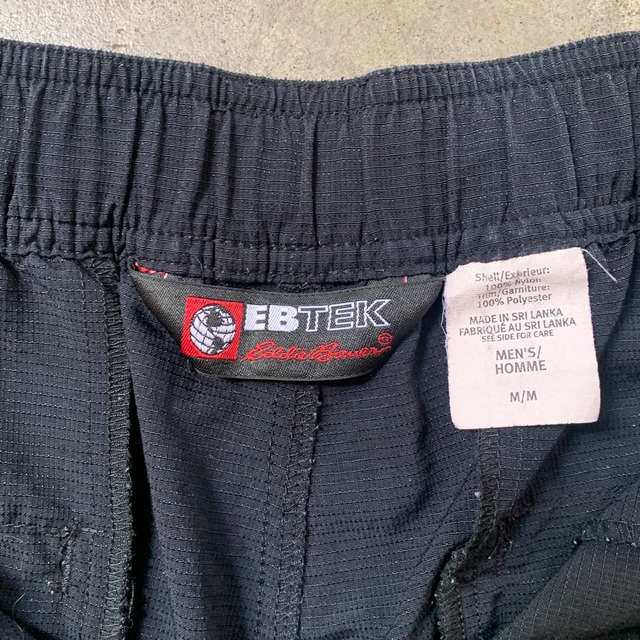 EBTEK
Eddie Bauer®
Shell/Extérieur:
100% Nylon
Trim/Garniture:
100% Polyester
MADE IN SRI LANKA
FABRIQUÉ AU SRI LANKA
SEE SIDE FOR CARE
MEN'S/
HOMME
M/M